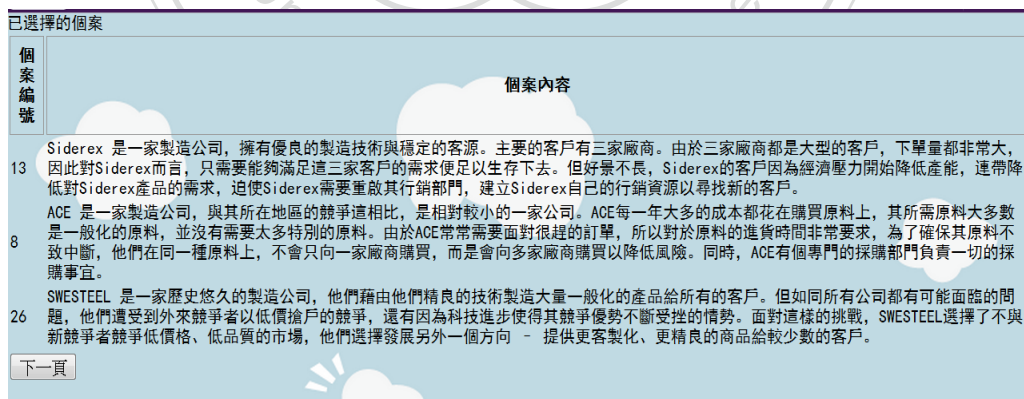 已選擇的個案
個案編號
個案內容
13
Siderex 是一家製造公司，擁有優良的製造技術與穩定的客源。主要的客戶有三家廠商。由於三家廠商都是大型的客戶，下單量都非常大，
因此對Siderex而言，只需要能夠滿足這三家客戶的需求便足以生存下去。但好景不長，Siderex的客戶因為經濟壓力開始降低產能，連帶降
低對Siderex產品的需求，迫使Siderex需要重啟其行銷部門，建立Siderex自己的行銷資源以尋找新的客戶。
8
ACE 是一家製造公司，與其所在地區的競爭這相比，是相對較小的一家公司。ACE每一年大多的成本都花在購買原料上，其所需原料大多數
是一般化的原料，並沒有需要太多特別的原料。由於ACE常常需要面對很趕的訂單，所以對於原料的進貨時間非常要求，為了確保其原料不
致中斷，他們在同一種原料上，不會只向一家廠商購買，而是會向多家廠商購買以降低風險。同時，ACE有個專門的採購部門負責一切的採
購事宜。
26
SWESTEEL 是一家歷史悠久的製造公司，他們藉由他們精良的技術製造大量一般化的產品給所有的客戶。但如同所有公司都有可能面臨的問
題，他們遭受到外來競爭者以低價搶戶的競爭，還有因為科技進步使得其競爭優勢不斷受挫的情勢。面對這樣的挑戰，SWESTEEL選擇了不與
新競爭者競爭低價格、低品質的市場，他們選擇發展另外一個方向 – 提供更客製化、更精良的商品給較少數的客戶。
下一頁